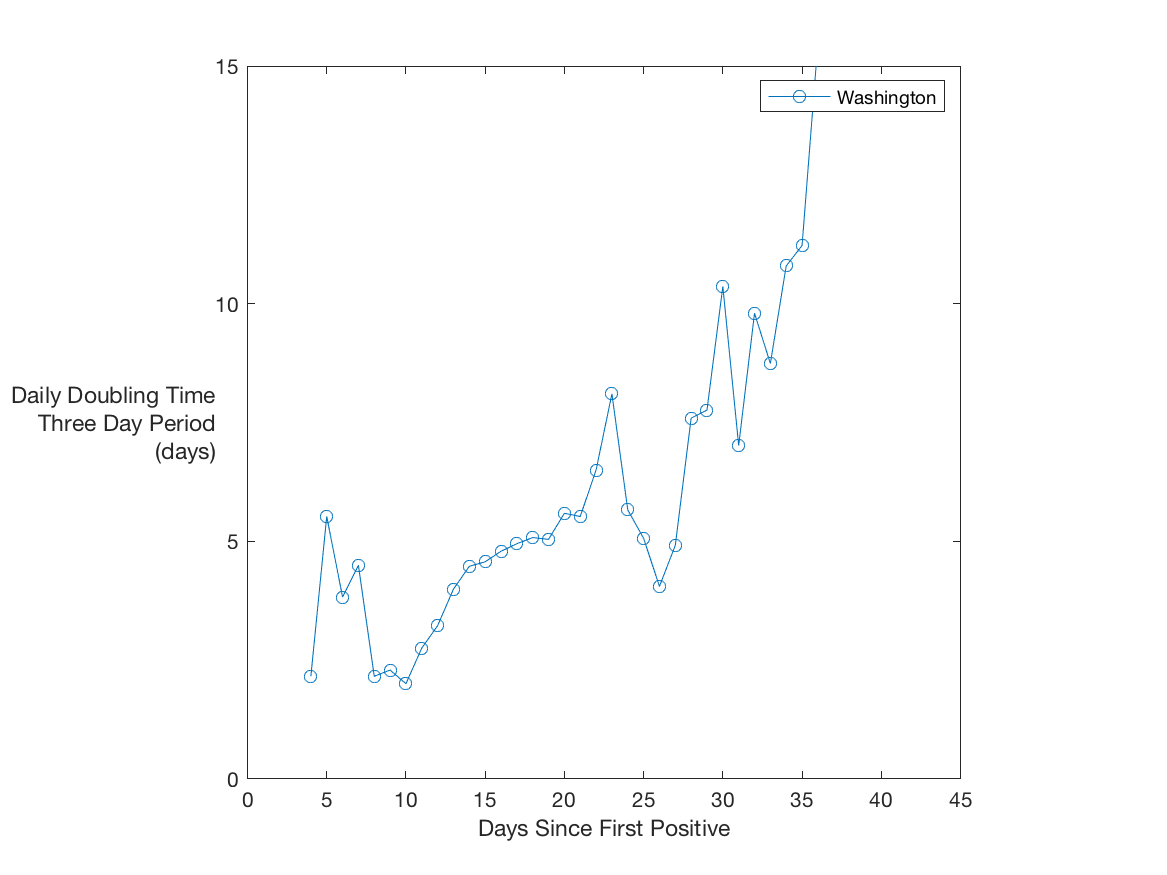 15
10
5
0
Washington
Daily Doubling Time
Three Day Period
(days)
0 5 10 15 20 25 30 35 40 45
Days Since First Positive